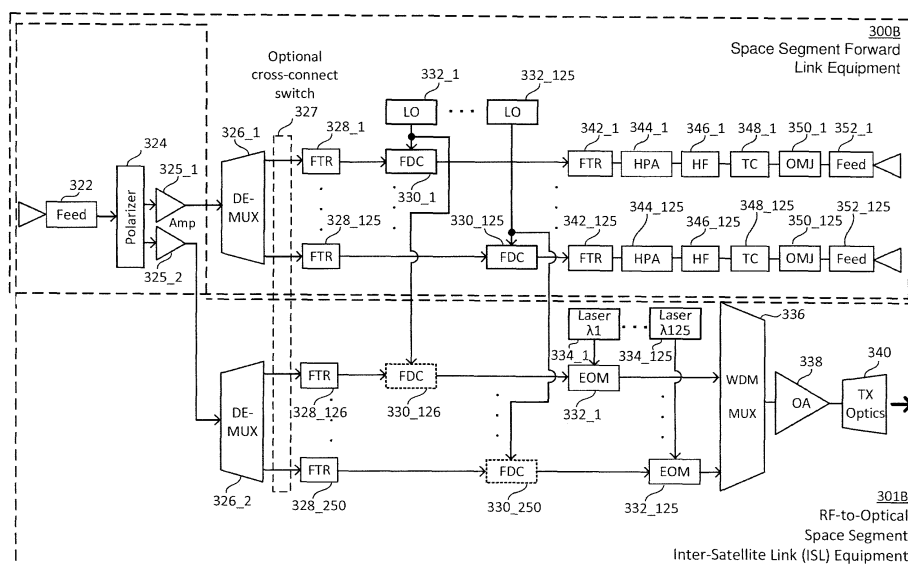 300B
Space Segment Forward
Link Equipment
Optional
cross-connect
switch
327
332_1
332_125
LO
LO
326_1
328_1
342_1
344_1
346_1
348_1
350_1
352_1
324
325_1
DE-
MUX
FTR
FDC
330_1
FTR
HPA
HF
TC
OMJ
Feed
322
Feed
Polarizer
Amp
325_2
328_125
330_125
342_125
344_125
346_125
348_125
350_125
352_125
FTR
FDC
FTR
HPA
HF
TC
OMJ
Feed
Laser
λ1
Laser
λ125
336
334_1
334_125
338
340
DE-
MUX
FTR
328_126
FDC
330_126
EOM
332_1
WDM
MUX
OA
TX
Optics
FTR
328_250
FDC
330_250
EOM
332_125
326_2
301B
RF-to-Optical
Space Segment
Inter-Satellite Link (ISL) Equipment